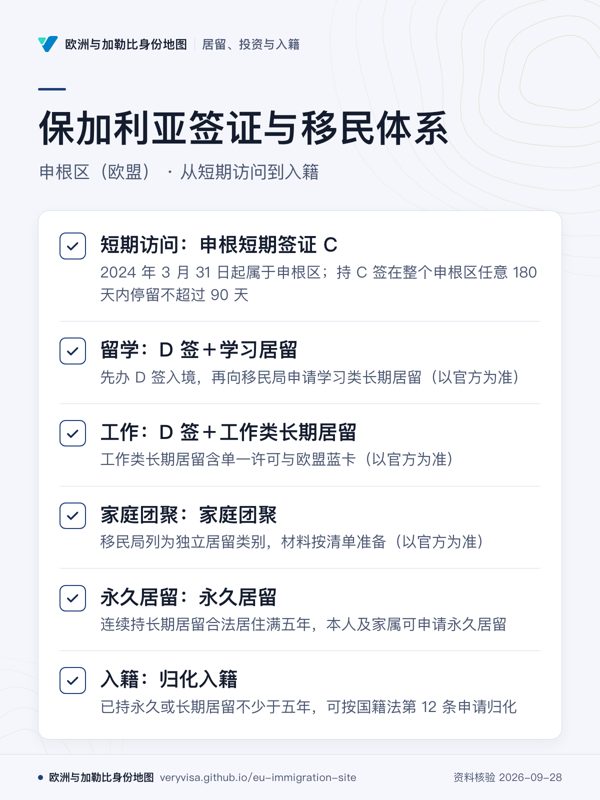 欧洲与加勒比身份地图 居留、投资与入籍
保加利亚签证与移民体系
申根区（欧盟） · 从短期访问到入籍
短期访问：申根短期签证 C
2024 年 3 月 31 日起属于申根区；持 C 签在整个申根区任意 180
天内停留不超过 90 天
留学：D 签＋学习居留
先办 D 签入境，再向移民局申请学习类长期居留（以官方为准）
工作：D 签＋工作类长期居留
工作类长期居留含单一许可与欧盟蓝卡（以官方为准）
家庭团聚：家庭团聚
移民局列为独立居留类别，材料按清单准备（以官方为准）
永久居留：永久居留
连续持长期居留合法居住满五年，本人及家属可申请永久居留
入籍：归化入籍
已持永久或长期居留不少于五年，可按国籍法第 12 条申请归化
欧洲与加勒比身份地图 veryvisa.github.io/eu-immigration-site 资料核验 2026-09-28